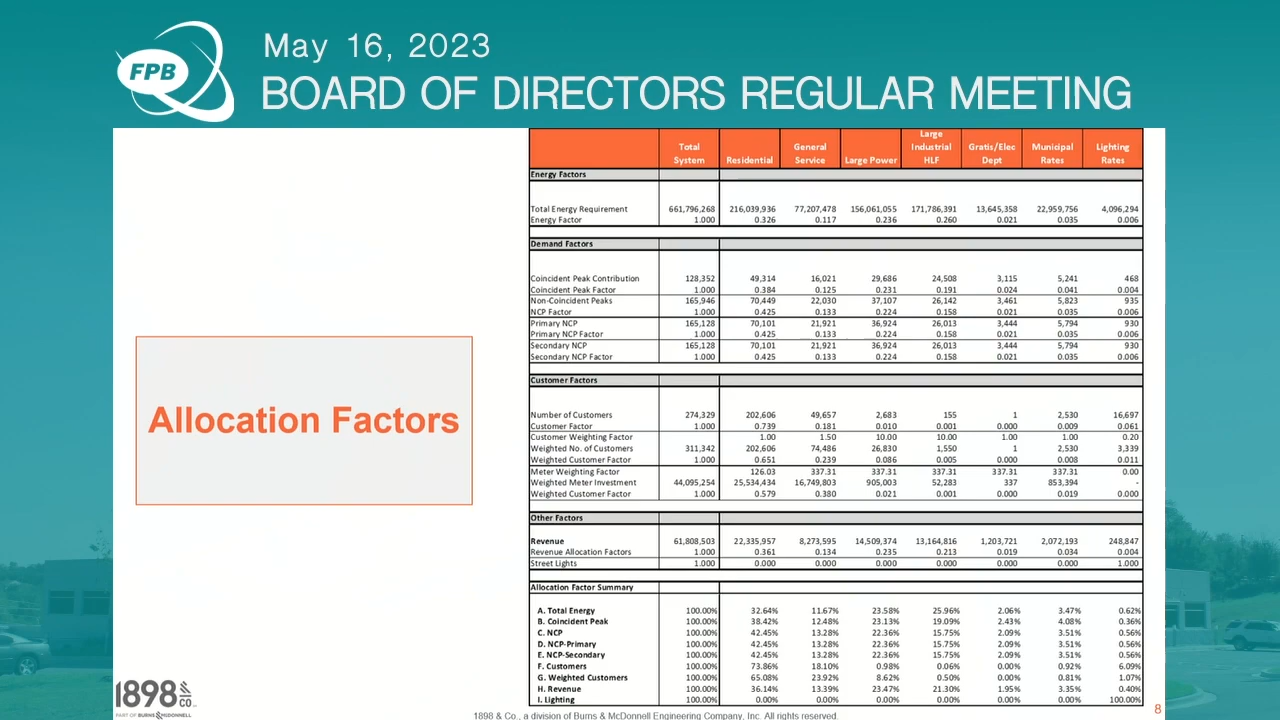 May 16, 2023
FPB
BOARD OF DIRECTORS REGULAR MEETING
Allocation Factors
Total System Residential General Service Large Power Large Industrial HLF Gratis/Elec Dept Municipal Rates Lighting Rates
Energy Factors
Total Energy Requirement 661,796,268 216,039,936 77,207,478 156,061,055 171,786,391 13,645,358 22,959,756 4,096,294
Energy Factor 1.000 0.326 0.117 0.236 0.260 0.021 0.035 0.006
Demand Factors
Coincident Peak Contribution 128,352 49,314 16,021 29,686 24,508 3,115 5,241 468
Coincident Peak Factor 1.000 0.384 0.125 0.231 0.191 0.024 0.041 0.004
Non-Coincident Peaks 165,946 70,449 22,030 37,107 26,142 3,461 5,823 935
NCP Factor 1.000 0.425 0.133 0.224 0.158 0.021 0.035 0.006
Primary NCP 165,128 70,101 21,921 36,924 26,013 3,444 5,794 930
Primary NCP Factor 1.000 0.425 0.133 0.224 0.158 0.021 0.035 0.006
Secondary NCP 165,128 70,101 21,921 36,924 26,013 3,444 5,794 930
Secondary NCP Factor 1.000 0.425 0.133 0.224 0.158 0.021 0.035 0.006
Customer Factors
Number of Customers 274,329 202,606 49,657 2,683 155 1 2,530 16,697
Customer Factor 1.000 0.739 0.181 0.010 0.001 0.000 0.009 0.061
Customer Weighting Factor 1.00 1.50 10.00 10.00 1.00 1.00 0.20
Weighted No. of Customers 311,342 202,606 74,486 26,830 1,550 1 2,530 3,339
Weighted Customer Factor 1.000 0.651 0.239 0.086 0.005 0.000 0.008 0.011
Meter Weighting Factor 126.03 337.31 337.31 337.31 337.31 337.31 0.00
Weighted Meter Investment 44,095,254 25,534,434 16,749,803 905,003 52,283 337 853,394 -
Weighted Customer Factor 1.000 0.579 0.380 0.021 0.001 0.000 0.019 0.000
Other Factors
Revenue 61,808,503 22,335,957 8,273,595 14,509,374 13,164,816 1,203,721 2,072,193 248,847
Revenue Allocation Factors 1.000 0.361 0.134 0.235 0.213 0.019 0.034 0.004
Street Lights 1.000 0.000 0.000 0.000 0.000 0.000 0.000 1.000
Allocation Factor Summary
A. Total Energy 100.00% 32.64% 11.67% 23.58% 25.96% 2.06% 3.47% 0.62%
B. Coincident Peak 100.00% 38.42% 12.48% 23.13% 19.09% 2.43% 4.08% 0.36%
C. NCP 100.00% 42.45% 13.28% 22.36% 15.75% 2.09% 3.51% 0.56%
D. NCP-Primary 100.00% 42.45% 13.28% 22.36% 15.75% 2.09% 3.51% 0.56%
E. NCP-Secondary 100.00% 42.45% 13.28% 22.36% 15.75% 2.09% 3.51% 0.56%
F. Customers 100.00% 73.86% 18.10% 0.98% 0.06% 0.00% 0.92% 6.09%
G. Weighted Customers 100.00% 65.08% 23.92% 8.62% 0.50% 0.00% 0.81% 1.07%
H. Revenue 100.00% 36.14% 13.39% 23.47% 21.30% 1.95% 3.35% 0.40%
I. Lighting 100.00% 0.00% 0.00% 0.00% 0.00% 0.00% 0.00% 100.00%
1898 & CO.
PART OF BURNS & McDONNELL
1898 & Co., a division of Burns & McDonnell Engineering Company, Inc. All rights reserved.
8